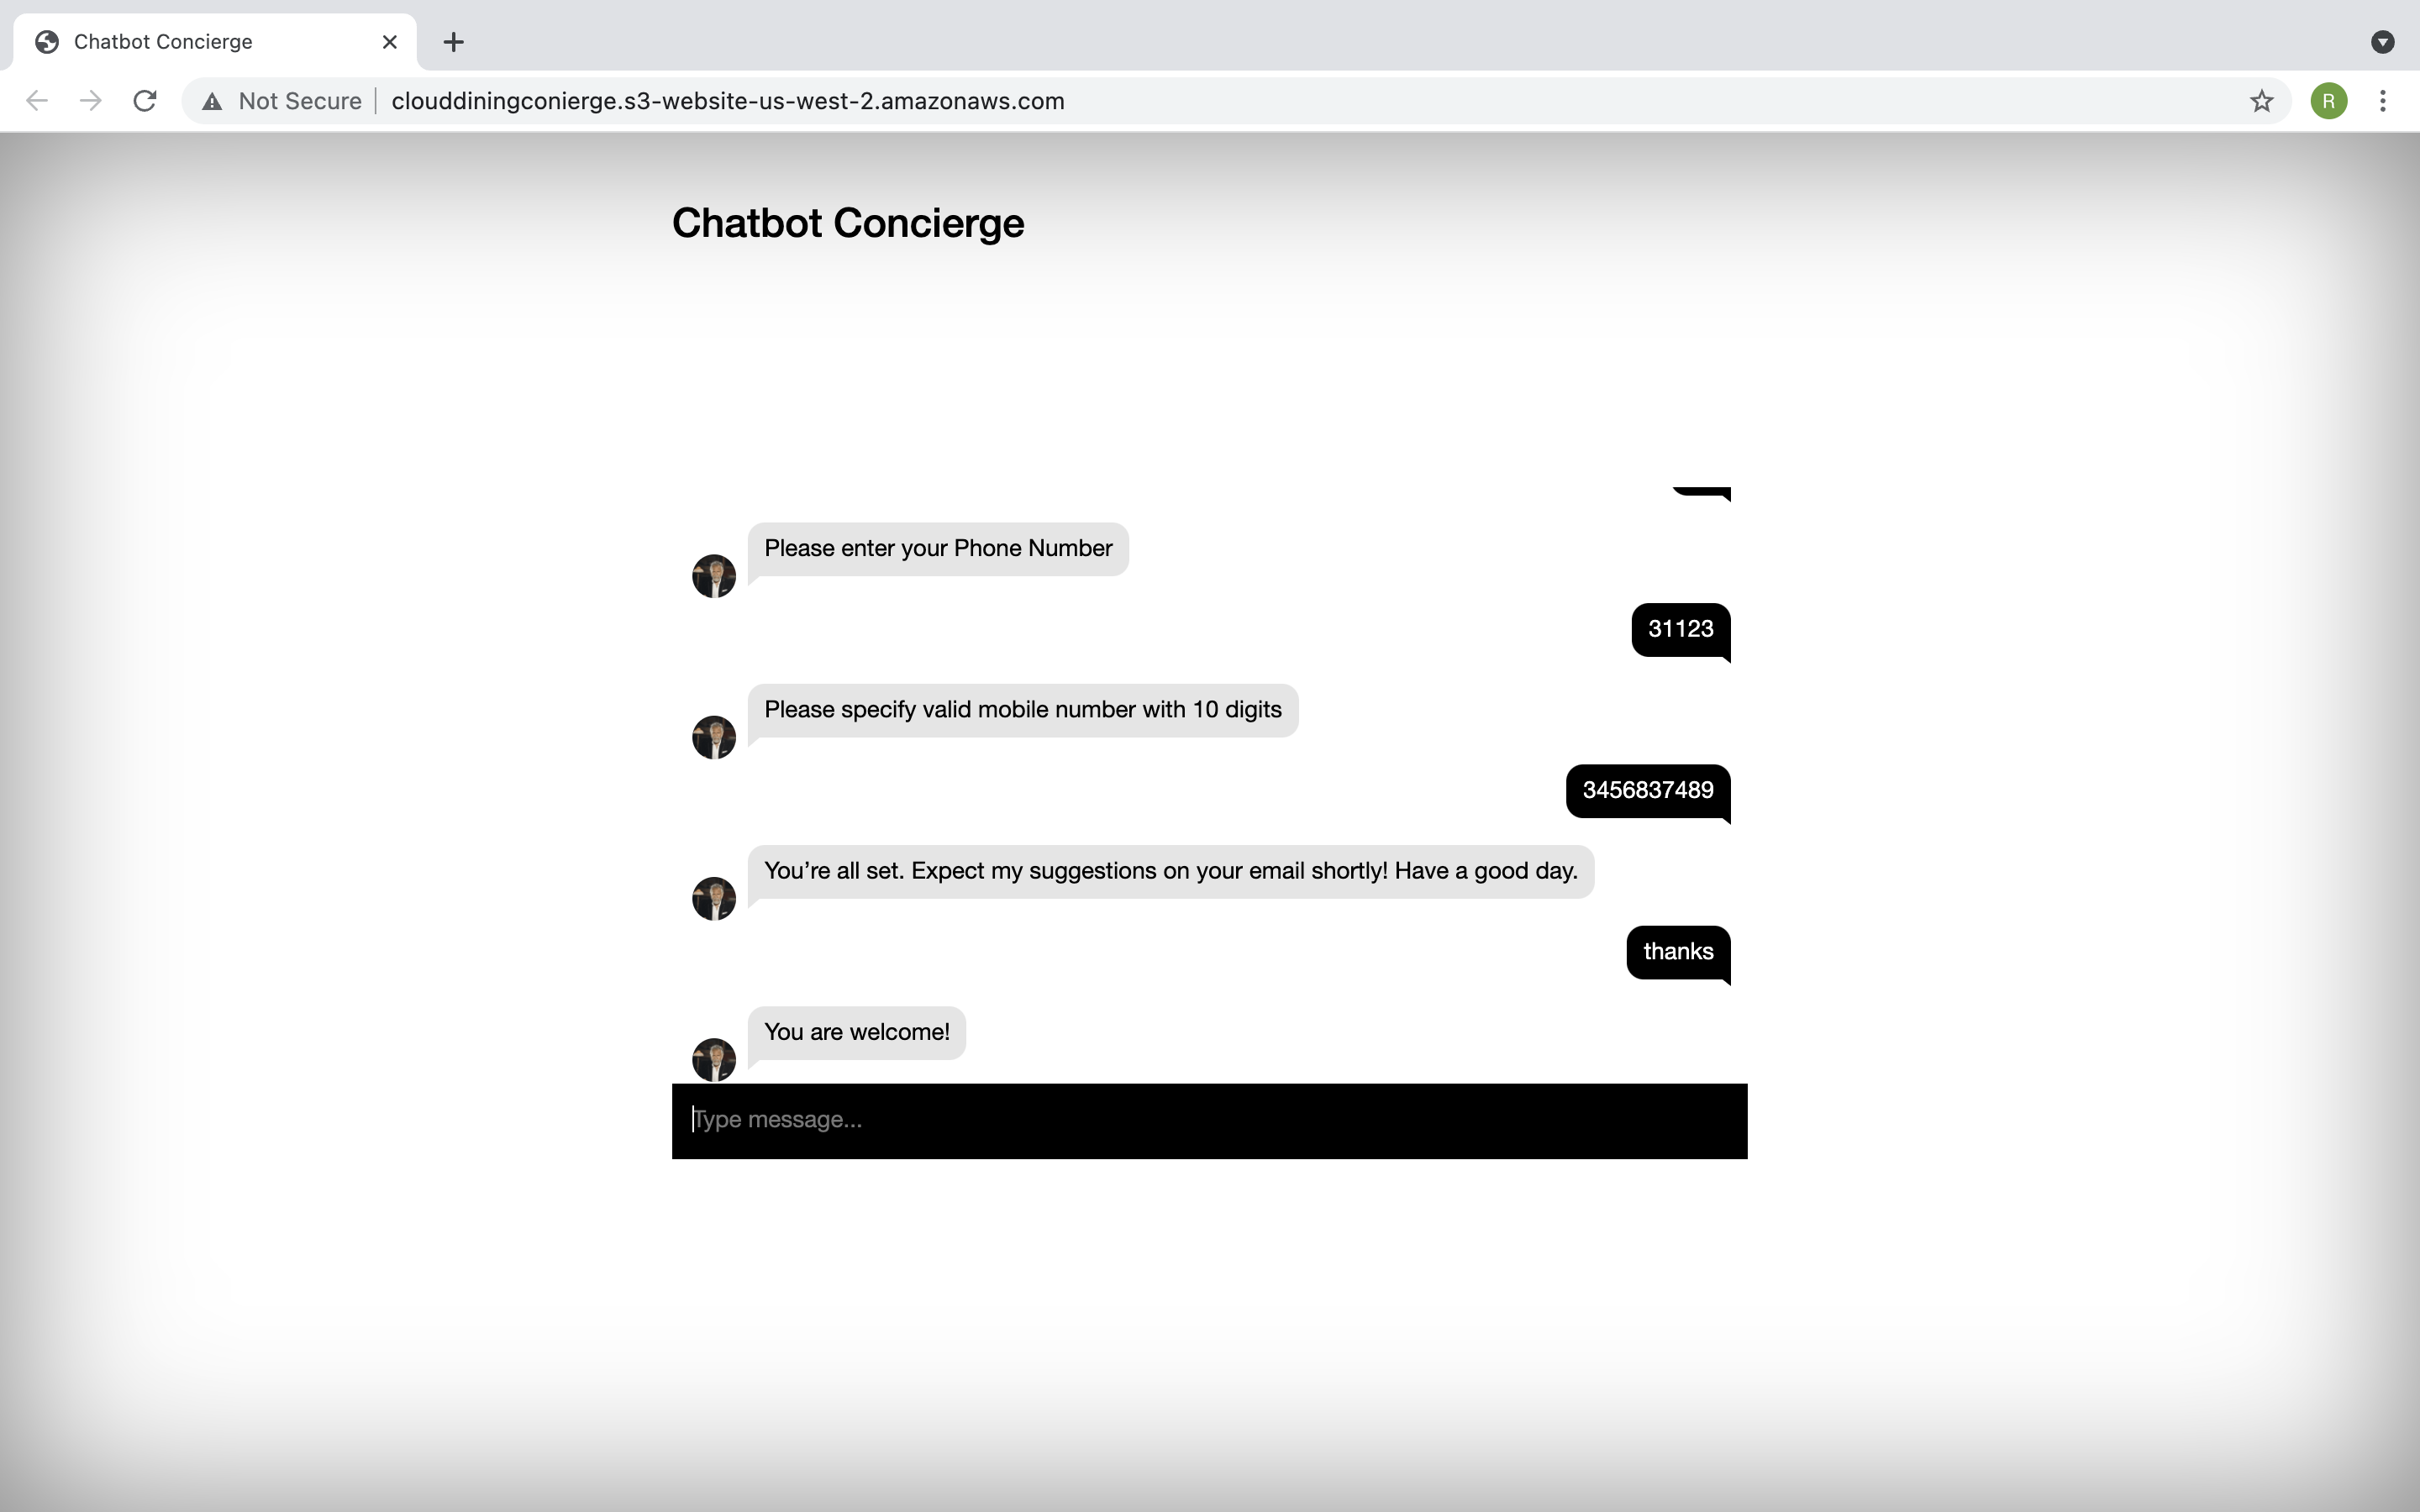 Chatbot Concierge
Not Secure
clouddiningconierge.s3-website-us-west-2.amazonaws.com
R
Chatbot Concierge
Please enter your Phone Number
31123
Please specify valid mobile number with 10 digits
3456837489
You’re all set. Expect my suggestions on your email shortly! Have a good day.
thanks
You are welcome!
Type message...